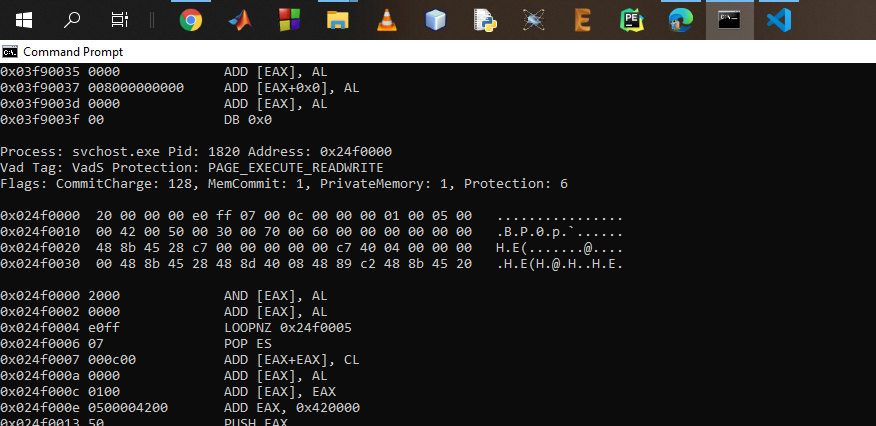 Command Prompt
0x03f90035 0000 ADD [EAX], AL
0x03f90037 008000000000 ADD [EAX+0x0], AL
0x03f9003d 0000 ADD [EAX], AL
0x03f9003f 00 DB 0x0
Process: svchost.exe Pid: 1820 Address: 0x24f0000
Vad Tag: VadS Protection: PAGE_EXECUTE_READWRITE
Flags: CommitCharge: 128, MemCommit: 1, PrivateMemory: 1, Protection: 6
0x024f0000 20 00 00 00 e0 ff 07 00 0c 00 00 00 01 00 05 00 ................
0x024f0010 00 42 00 50 00 30 00 70 00 60 00 00 00 00 00 00 .B.P.0.p.`......
0x024f0020 48 8b 45 28 c7 00 00 00 00 00 c7 40 04 00 00 00 H.E(.......@....
0x024f0030 00 48 8b 45 28 48 8d 40 08 48 89 c2 48 8b 45 20 .H.E(H.@.H..H.E.
0x024f0000 2000 AND [EAX], AL
0x024f0002 0000 ADD [EAX], AL
0x024f0004 e0ff LOOPNZ 0x24f0005
0x024f0006 07 POP ES
0x024f0007 000c00 ADD [EAX+EAX], CL
0x024f000a 0000 ADD [EAX], AL
0x024f000c 0100 ADD [EAX], EAX
0x024f000e 0500004200 ADD EAX, 0x420000
0x024f0013 50 PUSH EAX